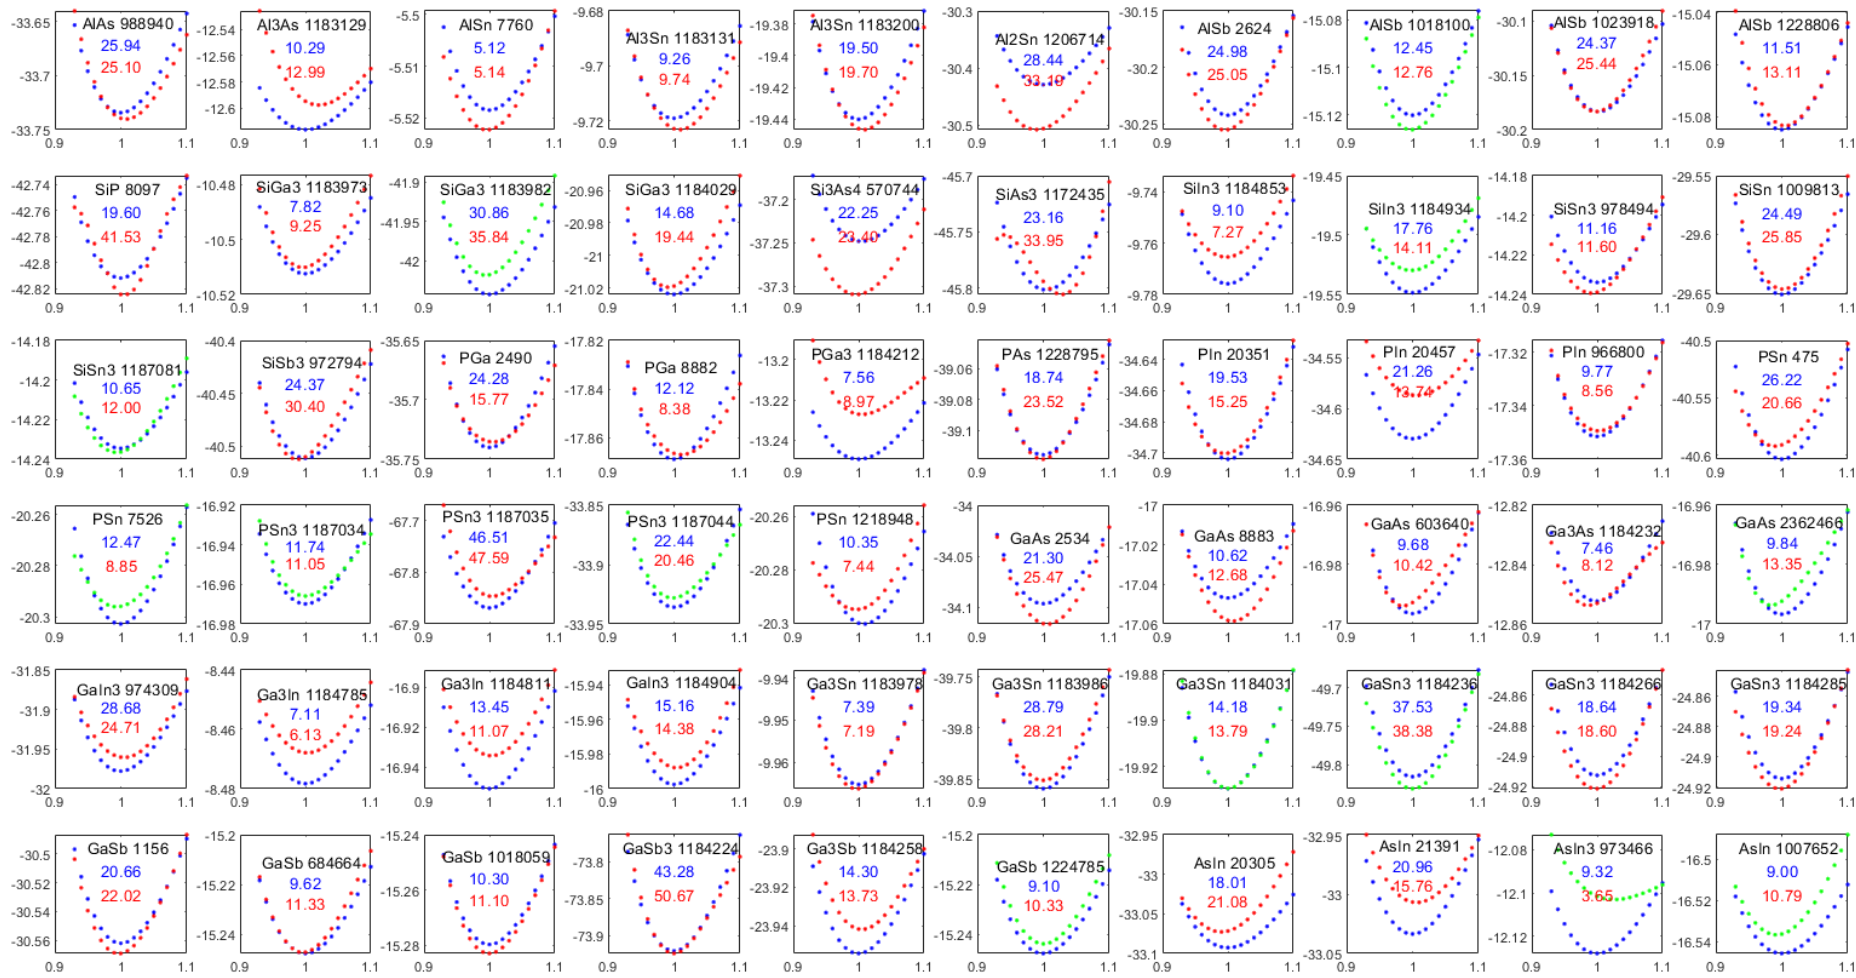 AlAs 988940
25.94
25.10
-33.65
-33.7
-33.75
0.9 1 1.1
Al3As 1183129
10.29
12.99
-12.54
-12.56
-12.58
-12.6
0.9 1 1.1
AlSn 7760
5.12
5.14
-5.5
-5.51
-5.52
0.9 1 1.1
Al3Sn 1183131
9.26
9.74
-9.68
-9.7
-9.72
0.9 1 1.1
Al3Sn 1183200
19.50
19.70
-19.38
-19.4
-19.42
-19.44
0.9 1 1.1
Al2Sn 1206714
28.44
33.19
-30.3
-30.4
-30.5
0.9 1 1.1
AlSb 2624
24.98
25.05
-30.15
-30.2
-30.25
0.9 1 1.1
AlSb 1018100
12.45
12.76
-15.08
-15.1
-15.12
0.9 1 1.1
AlSb 1023918
24.37
25.44
-30.1
-30.15
-30.2
0.9 1 1.1
AlSb 1228806
11.51
13.11
-15.04
-15.06
-15.08
0.9 1 1.1
SiP 8097
19.60
41.53
-42.74
-42.76
-42.78
-42.8
-42.82
0.9 1 1.1
SiGa3 1183973
7.82
9.25
-10.48
-10.5
-10.52
0.9 1 1.1
SiGa3 1183982
30.86
35.84
-41.9
-41.95
-42
0.9 1 1.1
SiGa3 1184029
14.68
19.44
-20.96
-20.98
-21
-21.02
0.9 1 1.1
Si3As4 570744
22.25
23.40
-37.2
-37.25
-37.3
0.9 1 1.1
SiAs3 1172435
23.16
33.95
-45.7
-45.75
-45.8
0.9 1 1.1
SiIn3 1184853
9.10
7.27
-9.74
-9.76
-9.78
0.9 1 1.1
SiIn3 1184934
17.76
14.11
-19.45
-19.5
-19.55
0.9 1 1.1
SiSn3 978494
11.16
11.60
-14.18
-14.2
-14.22
-14.24
0.9 1 1.1
SiSn 1009813
24.49
25.85
-29.55
-29.6
-29.65
0.9 1 1.1
SiSn3 1187081
10.65
12.00
-14.18
-14.2
-14.22
-14.24
0.9 1 1.1
SiSb3 972794
24.37
30.40
-40.4
-40.45
-40.5
0.9 1 1.1
PGa 2490
24.28
15.77
-35.65
-35.7
-35.75
0.9 1 1.1
PGa 8882
12.12
8.38
-17.82
-17.84
-17.86
0.9 1 1.1
PGa3 1184212
7.56
8.97
-13.2
-13.22
-13.24
0.9 1 1.1
PAs 1228795
18.74
23.52
-39.06
-39.08
-39.1
0.9 1 1.1
PIn 20351
19.53
15.25
-34.64
-34.66
-34.68
-34.7
0.9 1 1.1
PIn 20457
21.26
13.74
-34.55
-34.6
-34.65
0.9 1 1.1
PIn 966800
9.77
8.56
-17.32
-17.34
-17.36
0.9 1 1.1
PSn 475
26.22
20.66
-40.5
-40.55
-40.6
0.9 1 1.1
PSn 7526
12.47
8.85
-20.26
-20.28
-20.3
0.9 1 1.1
PSn3 1187034
11.74
11.05
-16.92
-16.94
-16.96
-16.98
0.9 1 1.1
PSn3 1187035
46.51
47.59
-67.7
-67.8
-67.9
0.9 1 1.1
PSn3 1187044
22.44
20.46
-33.85
-33.9
-33.95
0.9 1 1.1
PSn 1218948
10.35
7.44
-20.26
-20.28
-20.3
0.9 1 1.1
GaAs 2534
21.30
25.47
-34
-34.05
-34.1
0.9 1 1.1
GaAs 8883
10.62
12.68
-17
-17.02
-17.04
-17.06
0.9 1 1.1
GaAs 603640
9.68
10.42
-16.96
-16.98
-17
0.9 1 1.1
Ga3As 1184232
7.46
8.12
-12.82
-12.84
-12.86
0.9 1 1.1
GaAs 2362466
9.84
13.35
-16.96
-16.98
-17
0.9 1 1.1
GaIn3 974309
28.68
24.71
-31.85
-31.9
-31.95
-32
0.9 1 1.1
Ga3In 1184785
7.11
6.13
-8.44
-8.46
-8.48
0.9 1 1.1
Ga3In 1184811
13.45
11.07
-16.9
-16.92
-16.94
0.9 1 1.1
GaIn3 1184904
15.16
14.38
-15.94
-15.96
-15.98
-16
0.9 1 1.1
Ga3Sn 1183978
7.39
7.19
-9.94
-9.95
-9.96
0.9 1 1.1
Ga3Sn 1183986
28.79
28.21
-39.75
-39.8
-39.85
0.9 1 1.1
Ga3Sn 1184031
14.18
13.79
-19.88
-19.9
-19.92
0.9 1 1.1
GaSn3 1184236
37.53
38.38
-49.7
-49.75
-49.8
0.9 1 1.1
GaSn3 1184266
18.64
18.60
-24.86
-24.88
-24.9
-24.92
0.9 1 1.1
GaSn3 1184285
19.34
19.24
-24.86
-24.88
-24.9
-24.92
0.9 1 1.1
GaSb 1156
20.66
22.02
-30.5
-30.52
-30.54
-30.56
0.9 1 1.1
GaSb 684664
9.62
11.33
-15.2
-15.22
-15.24
0.9 1 1.1
GaSb 1018059
10.30
11.10
-15.24
-15.26
-15.28
0.9 1 1.1
GaSb3 1184224
43.28
50.67
-73.8
-73.85
-73.9
0.9 1 1.1
Ga3Sb 1184258
14.30
13.73
-23.9
-23.92
-23.94
0.9 1 1.1
GaSb 1224785
9.10
10.33
-15.2
-15.22
-15.24
0.9 1 1.1
AsIn 20305
18.01
21.08
-32.95
-33
-33.05
-33.1
0.9 1 1.1
AsIn 21391
20.96
15.76
-32.95
-33
-33.05
0.9 1 1.1
AsIn3 973466
9.32
3.65
-12.08
-12.1
-12.12
0.9 1 1.1
AsIn 1007652
9.00
10.79
-16.5
-16.52
-16.54
0.9 1 1.1